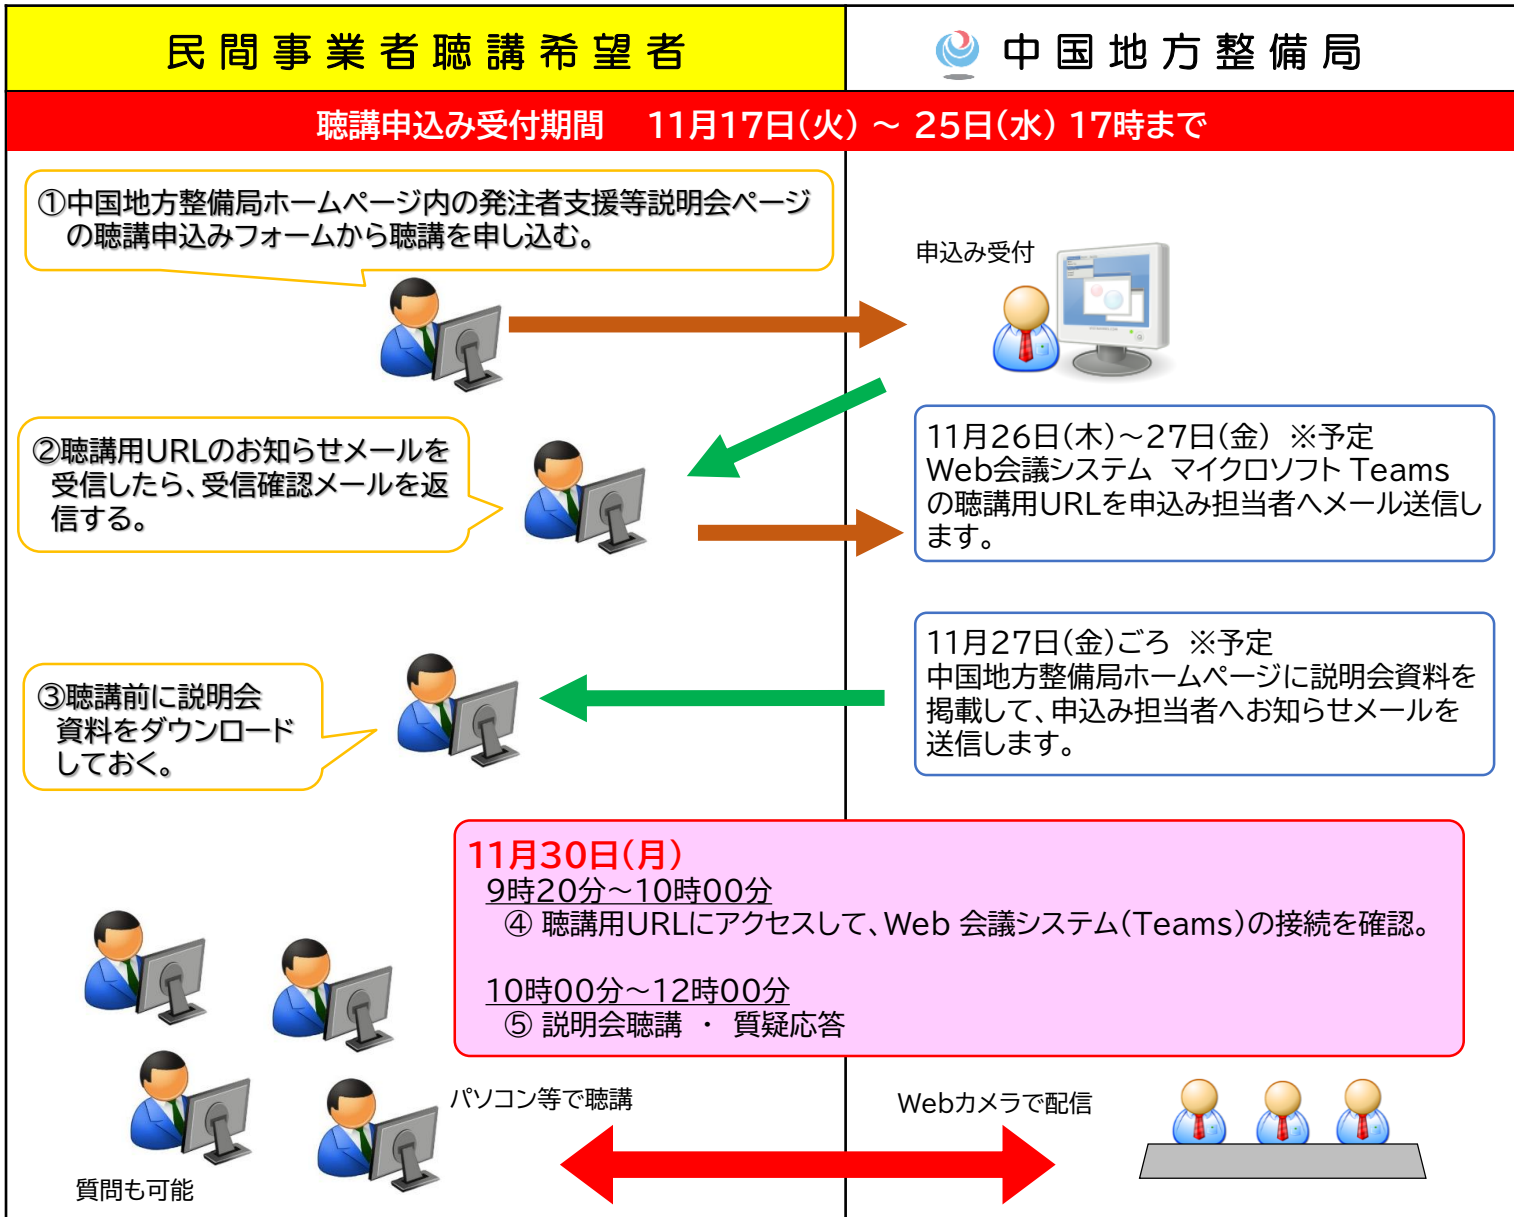 民間事業者聴講希望者
中国地方整備局
聴講申込み受付期間 11月17日(火) ~ 25日(水) 17時まで
①中国地方整備局ホームページ内の発注者支援等説明会ページ
の聴講申込みフォームから聴講を申し込む。
申込み受付
②聴講用URLのお知らせメールを
受信したら、受信確認メールを返
信する。
11月26日(木)~27日(金) ※予定
Web会議システム マイクロソフト Teams
の聴講用URLを申込み担当者へメール送信し
ます。
11月27日(金)ごろ ※予定
中国地方整備局ホームページに説明会資料を
掲載して、申込み担当者へお知らせメールを
送信します。
③聴講前に説明会
資料をダウンロード
しておく。
11月30日(月)
9時20分~10時00分
④ 聴講用URLにアクセスして、Web 会議システム(Teams)の接続を確認。
10時00分~12時00分
⑤ 説明会聴講 ・ 質疑応答
パソコン等で聴講
Webカメラで配信
質問も可能